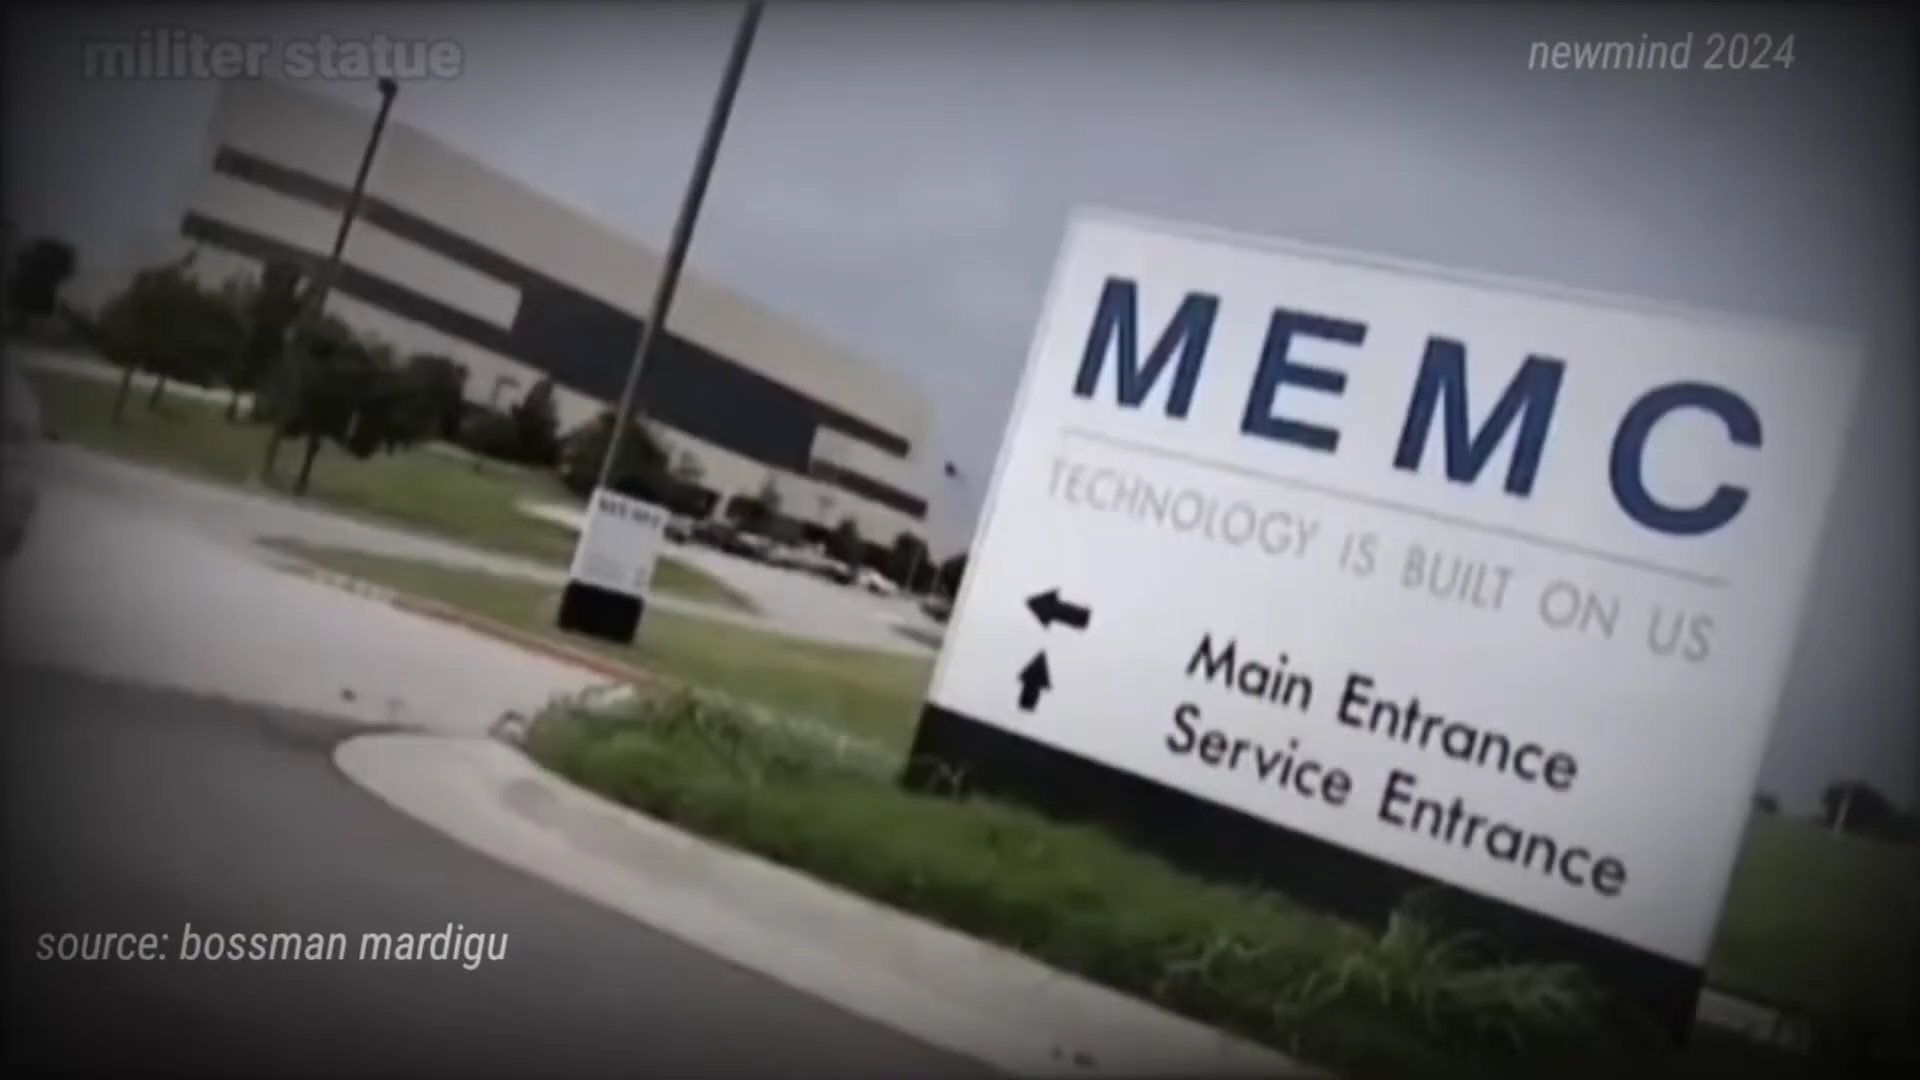 militer statue
newmind 2024
MEMC
TECHNOLOGY IS BUILT ON US
Main Entrance
Service Entrance
source: bossman mardigu